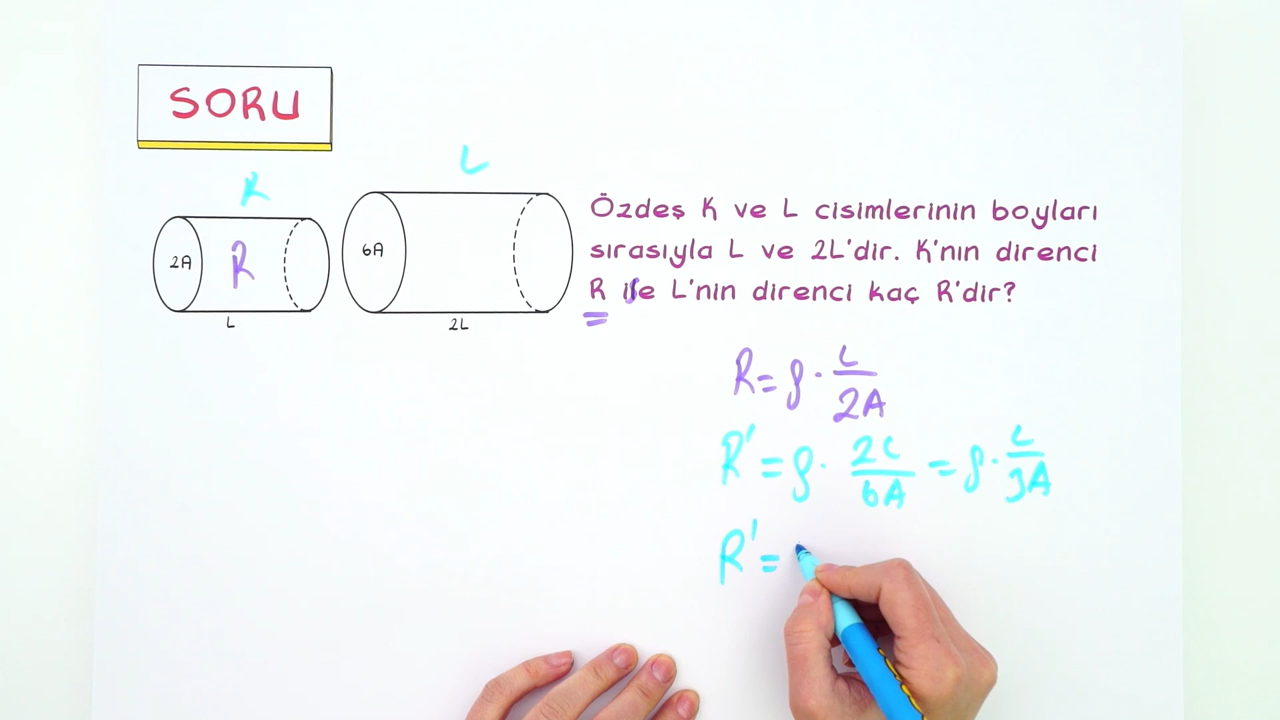 SORU
K
L
2A
R
L
6A
2L
Özdeş K ve L cisimlerinin boyları
sırasıyla L ve 2L'dir. K'nın direnci
R ise L'nin direnci kaç R'dir?
R = ρ · L/2A
R' = ρ · 2L/6A = ρ · L/3A
R' =